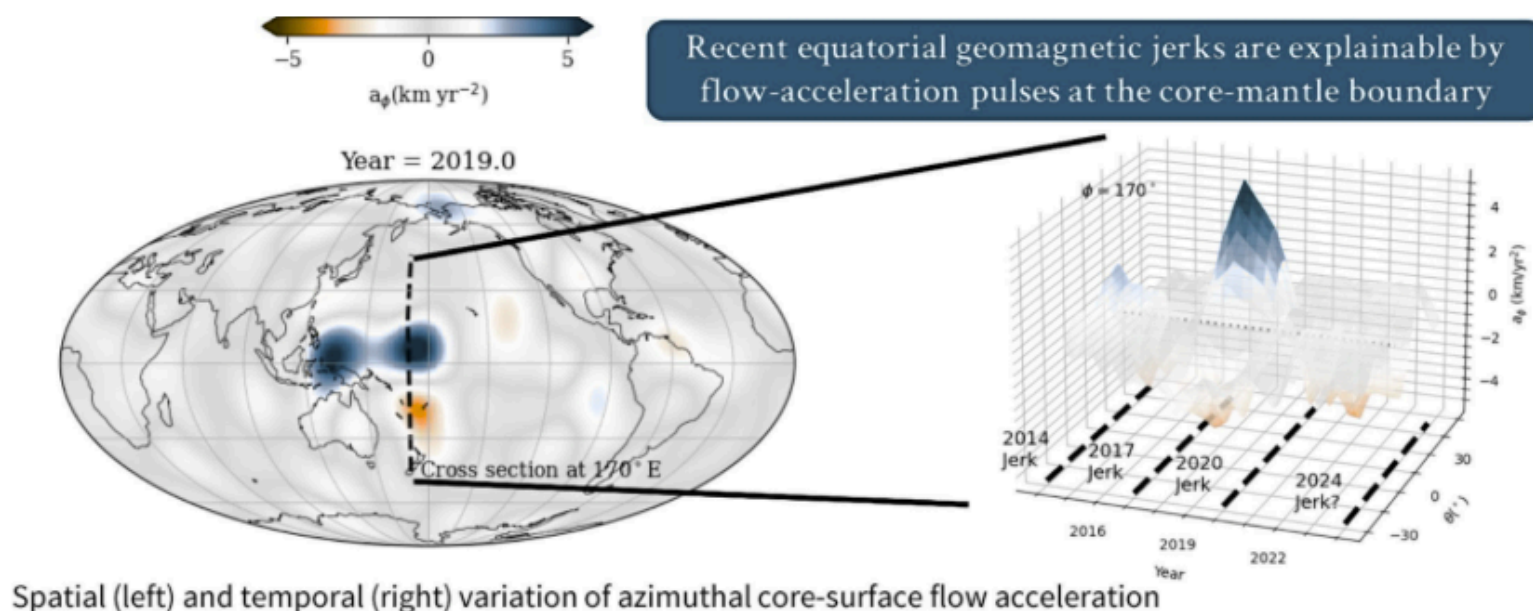 −5 0 5
aϕ(km yr−2)
Recent equatorial geomagnetic jerks are explainable by
flow-acceleration pulses at the core-mantle boundary
Year = 2019.0
Cross section at 170°E
ϕ = 170°
4
2
0
−2
−4
aϕ (km/yr²)
2014
Jerk
2017
Jerk
2020
Jerk
2024
Jerk?
30
0
−30
θ(°)
2016
2019
2022
Year
Spatial (left) and temporal (right) variation of azimuthal core-surface flow acceleration